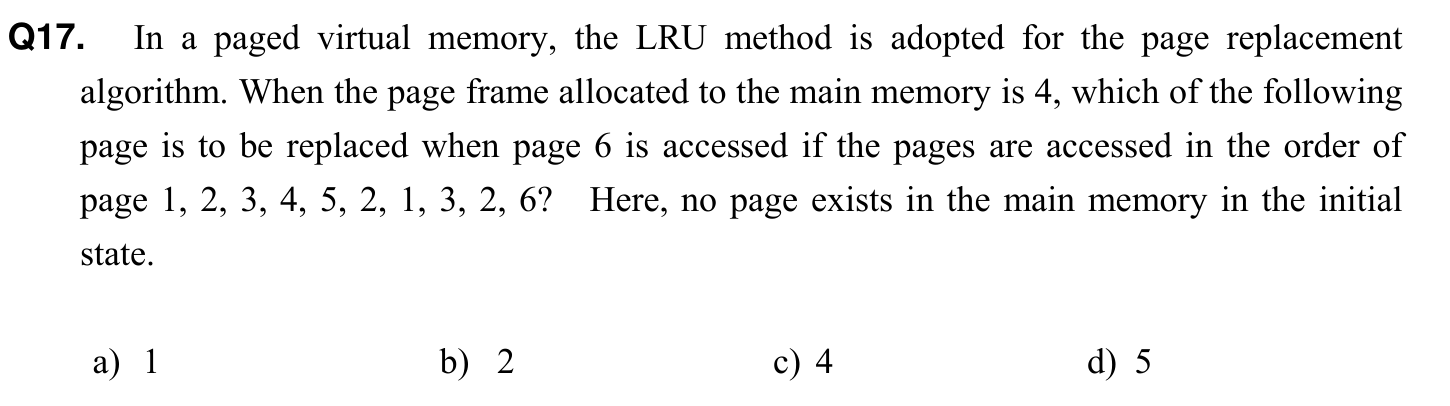 Q17. In a paged virtual memory, the LRU method is adopted for the page replacement
algorithm. When the page frame allocated to the main memory is 4, which of the following
page is to be replaced when page 6 is accessed if the pages are accessed in the order of
page 1, 2, 3, 4, 5, 2, 1, 3, 2, 6? Here, no page exists in the main memory in the initial
state.
a) 1 b) 2 c) 4 d) 5